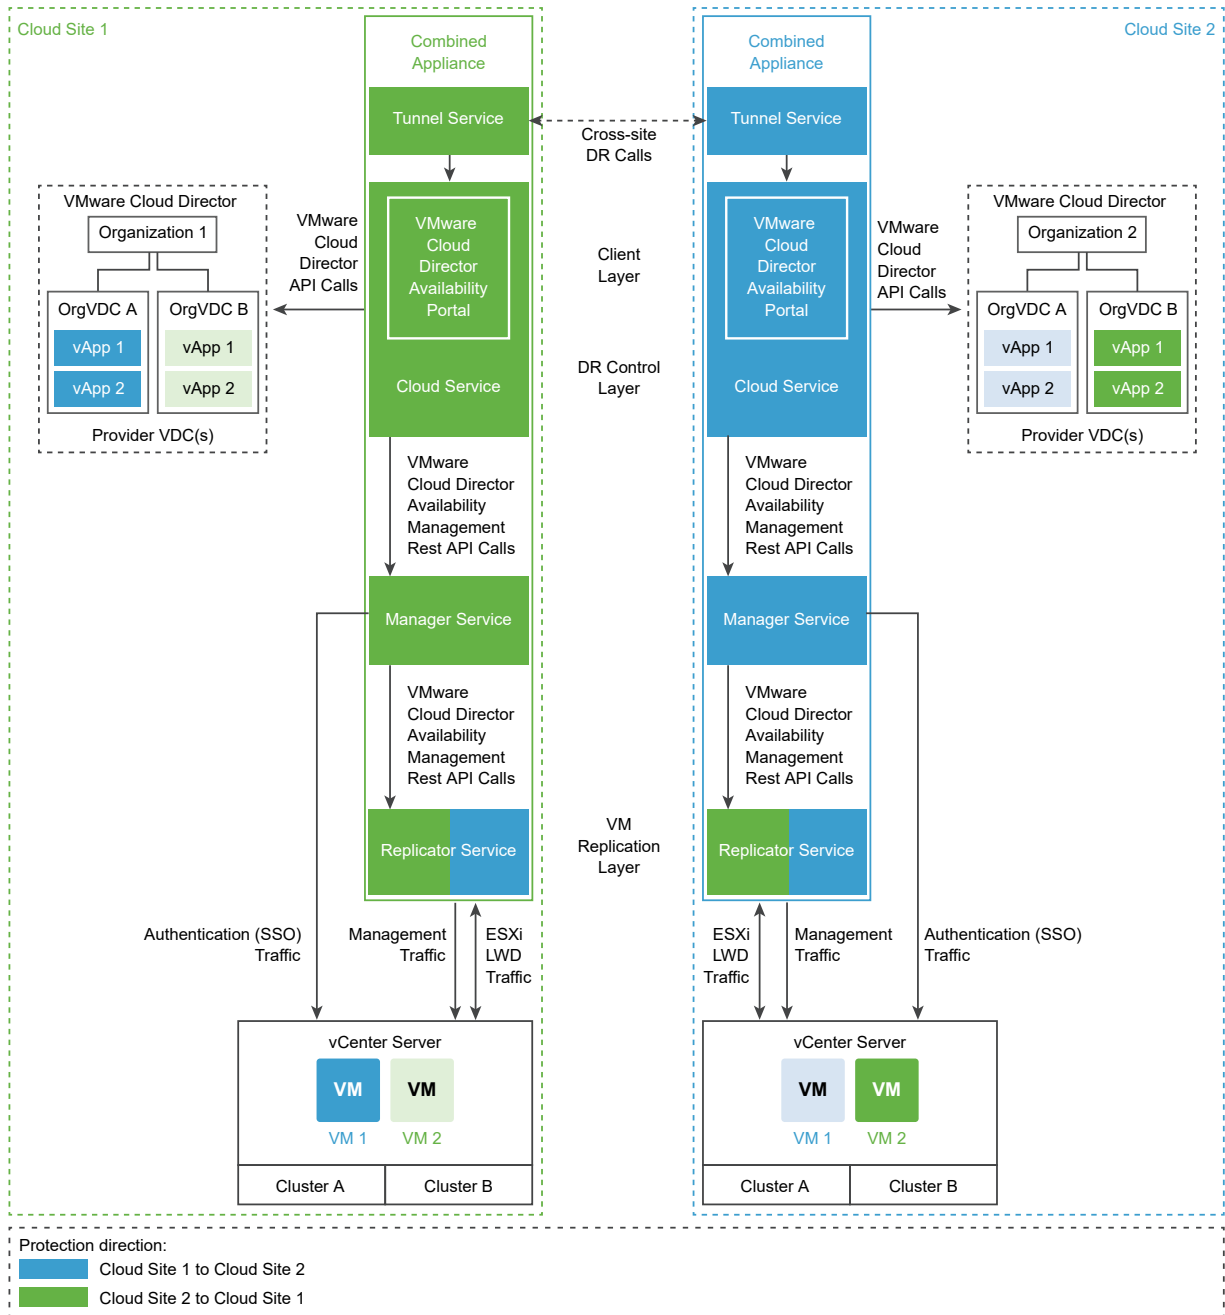 Cloud Site 1
Combined
Appliance
Tunnel Service
VMware Cloud Director
Organization 1
OrgVDC A
vApp 1
vApp 2
OrgVDC B
vApp 1
vApp 2
Provider VDC(s)
VMware
Cloud
Director
API Calls
VMware
Cloud
Director
Availability
Portal
Cloud Service
VMware
Cloud Director
Availability
Management
Rest API Calls
Manager Service
VMware
Cloud Director
Availability
Management
Rest API Calls
Replicator Service
Authentication (SSO)
Traffic
Management
Traffic
ESXi
LWD
Traffic
vCenter Server
VM
VM 1
VM
VM 2
Cluster A
Cluster B
Cross-site
DR Calls
Client
Layer
DR Control
Layer
VM
Replication
Layer
Cloud Site 2
Combined
Appliance
Tunnel Service
VMware
Cloud
Director
Availability
Portal
Cloud Service
VMware
Cloud
Director
API Calls
VMware Cloud Director
Organization 2
OrgVDC A
vApp 1
vApp 2
OrgVDC B
vApp 1
vApp 2
Provider VDC(s)
VMware
Cloud Director
Availability
Management
Rest API Calls
Manager Service
VMware
Cloud Director
Availability
Management
Rest API Calls
Replicator Service
ESXi
LWD
Traffic
Management
Traffic
Authentication (SSO)
Traffic
vCenter Server
VM
VM 1
VM
VM 2
Cluster A
Cluster B
Protection direction:
Cloud Site 1 to Cloud Site 2
Cloud Site 2 to Cloud Site 1